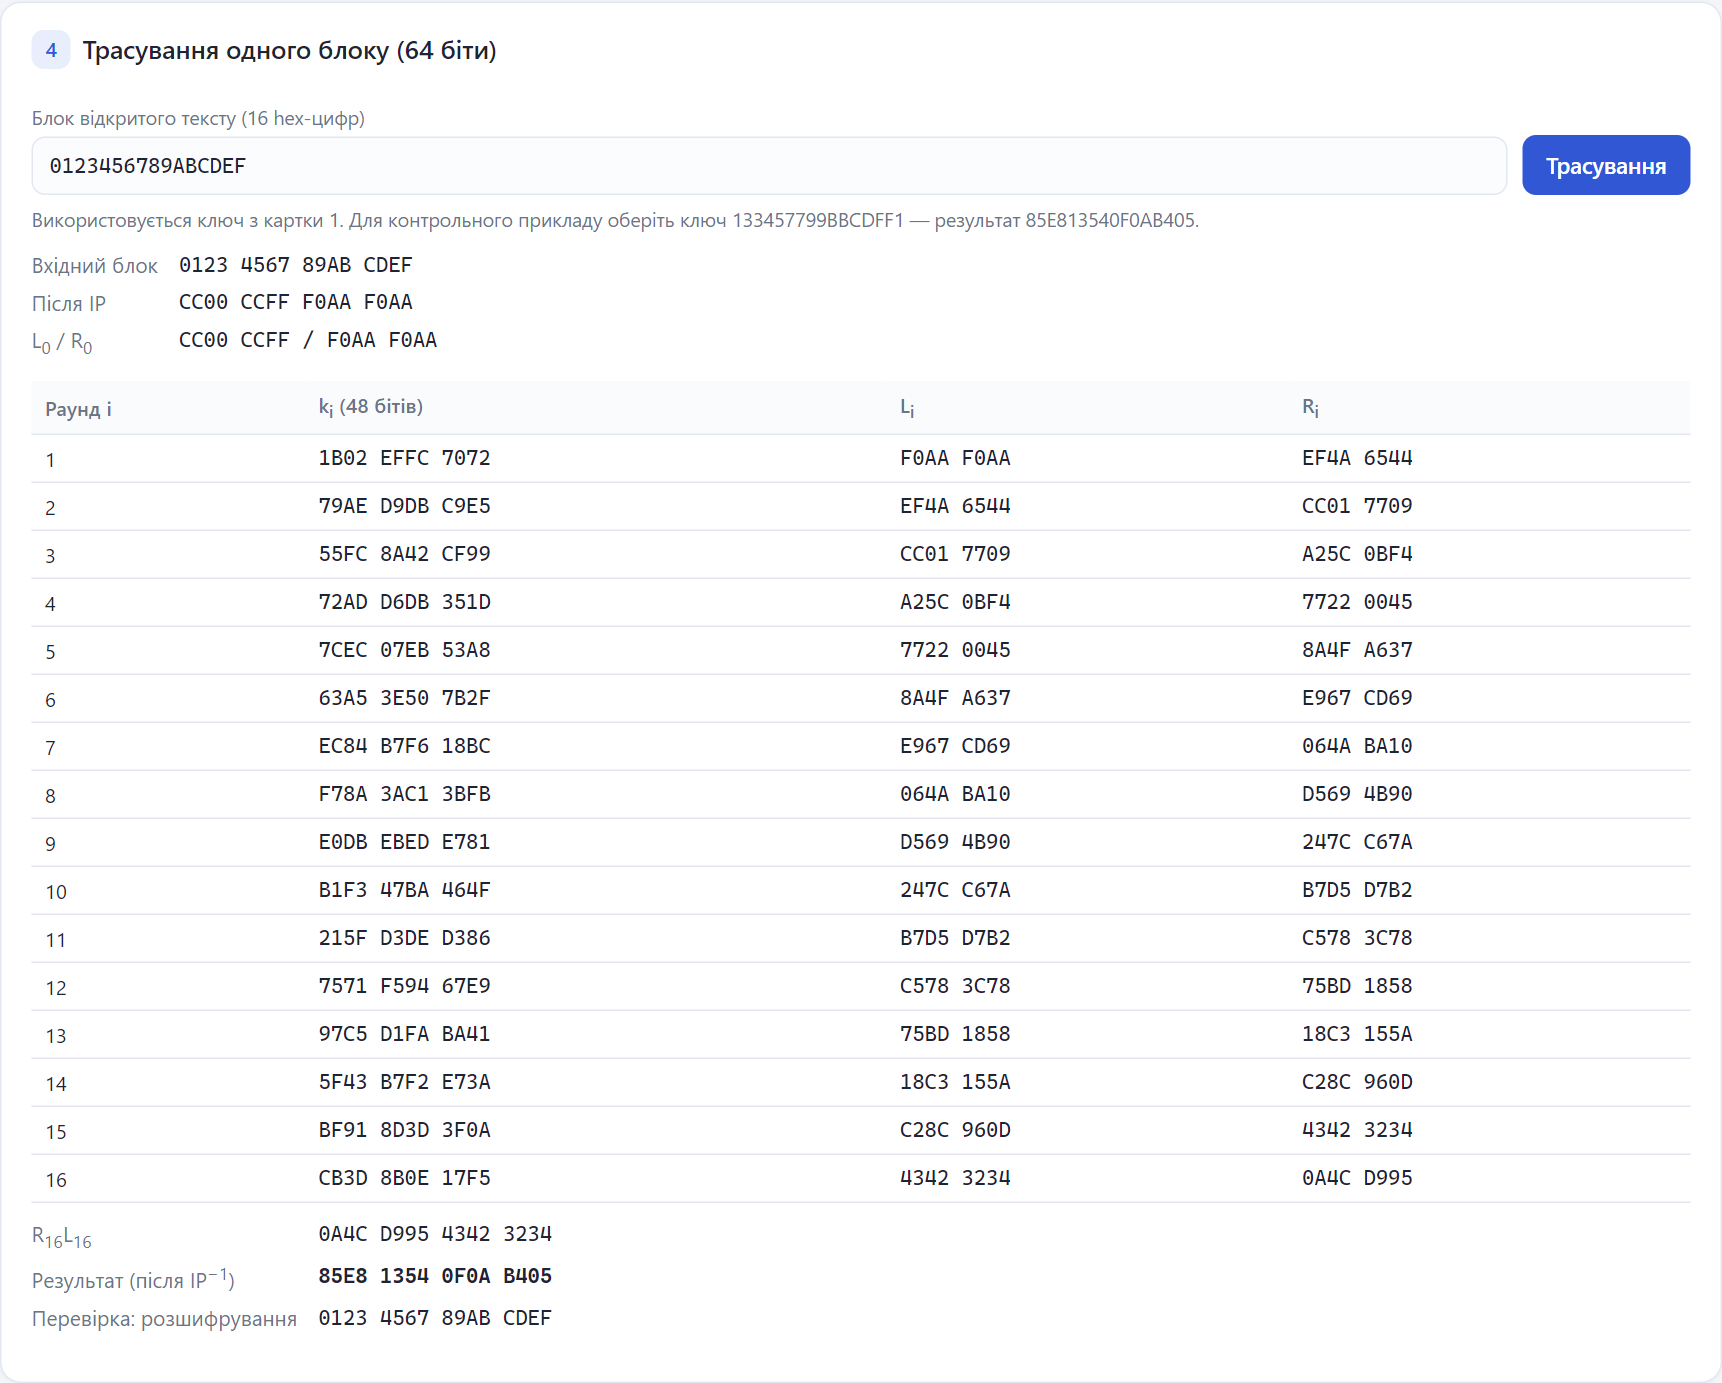 4 Трасування одного блоку (64 біти)
Блок відкритого тексту (16 hex-цифр)
0123456789ABCDEF
Трасування
Використовується ключ з картки 1. Для контрольного прикладу оберіть ключ 133457799BBCDFF1 — результат 85E813540F0AB405.
Вхідний блок 0123 4567 89AB CDEF
Після IP CC00 CCFF F0AA F0AA
L0 / R0 CC00 CCFF / F0AA F0AA
Раунд i ki (48 бітів) Li Ri
1 1B02 EFFC 7072 F0AA F0AA EF4A 6544
2 79AE D9DB C9E5 EF4A 6544 CC01 7709
3 55FC 8A42 CF99 CC01 7709 A25C 0BF4
4 72AD D6DB 351D A25C 0BF4 7722 0045
5 7CEC 07EB 53A8 7722 0045 8A4F A637
6 63A5 3E50 7B2F 8A4F A637 E967 CD69
7 EC84 B7F6 18BC E967 CD69 064A BA10
8 F78A 3AC1 3BFB 064A BA10 D569 4B90
9 E0DB EBED E781 D569 4B90 247C C67A
10 B1F3 47BA 464F 247C C67A B7D5 D7B2
11 215F D3DE D386 B7D5 D7B2 C578 3C78
12 7571 F594 67E9 C578 3C78 75BD 1858
13 97C5 D1FA BA41 75BD 1858 18C3 155A
14 5F43 B7F2 E73A 18C3 155A C28C 960D
15 BF91 8D3D 3F0A C28C 960D 4342 3234
16 CB3D 8B0E 17F5 4342 3234 0A4C D995
R16L16 0A4C D995 4342 3234
Результат (після IP⁻¹) 85E8 1354 0F0A B405
Перевірка: розшифрування 0123 4567 89AB CDEF